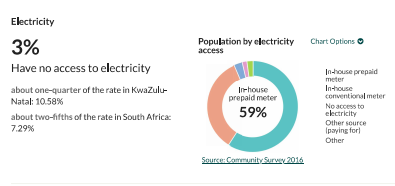 Electricity
3%
Have no access to electricity
about one-quarter of the rate in KwaZulu-
Natal: 10.58%
about two-fifths of the rate in South Africa:
7.29%
Population by electricity
access
Chart Options
In-house
prepaid meter
59%
In-house prepaid
meter
In-house
conventional meter
No access to
electricity
Other source
(paying for)
Other
Source: Community Survey 2016